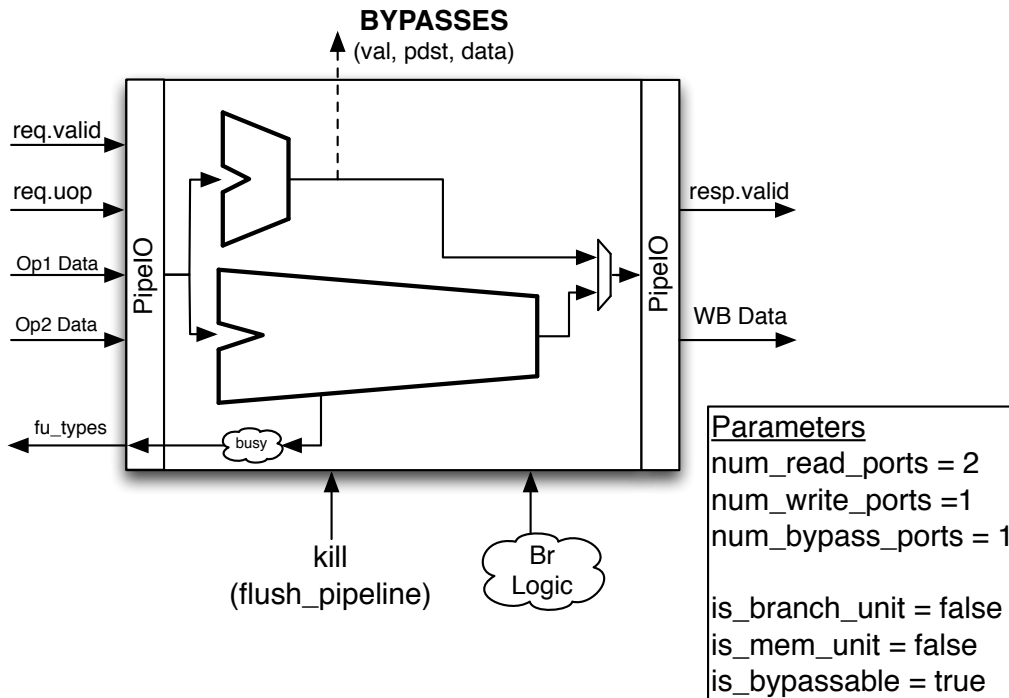 BYPASSES
(val, pdst, data)
req.valid
req.uop
Op1 Data
Op2 Data
PipeIO
PipeIO
resp.valid
WB Data
fu_types
busy
kill
(flush_pipeline)
Br
Logic
Parameters
num_read_ports = 2
num_write_ports =1
num_bypass_ports = 1
is_branch_unit = false
is_mem_unit = false
is_bypassable = true